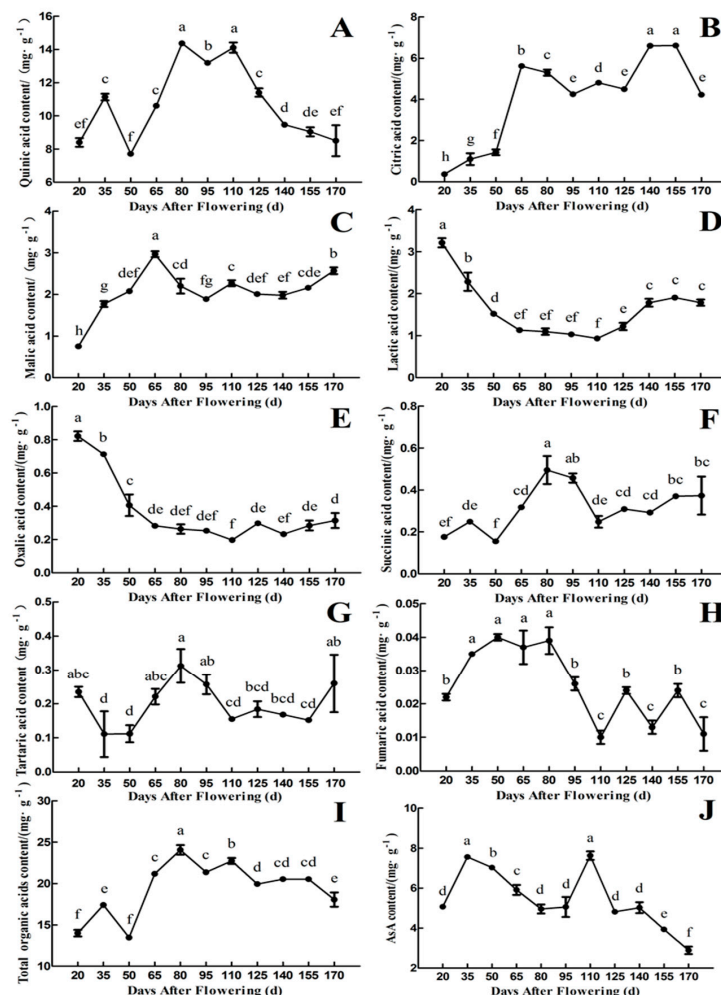 A
Quinic acid content/ (mg· g⁻¹)
16
14
12
10
8
6
ef
c
f
c
a
b
a
c
d
de
ef
20 35 50 65 80 95 110 125 140 155 170
Days After Flowering (d)
B
Citric acid content/(mg· g⁻¹)
8
6
4
2
0
h
g
f
b
c
e
d
e
a
a
e
20 35 50 65 80 95 110 125 140 155 170
Days After Flowering (d)
C
Malic acid content/ (mg· g⁻¹)
4
3
2
1
0
h
g
def
a
cd
fg
c
def
ef
cde
b
20 35 50 65 80 95 110 125 140 155 170
Days After Flowering (d)
D
Lactic acid content/(mg· g⁻¹)
4
3
2
1
0
a
b
d
ef
ef
ef
f
e
c
c
c
20 35 50 65 80 95 110 125 140 155 170
Days After Flowering (d)
E
Oxalic acid content/(mg· g⁻¹)
1.0
0.8
0.6
0.4
0.2
0.0
a
b
c
de
def
def
f
de
ef
de
d
20 35 50 65 80 95 110 125 140 155 170
Days After Flowering (d)
F
Succinic acid content/(mg· g⁻¹)
0.8
0.6
0.4
0.2
0.0
ef
de
f
cd
a
ab
de
cd
cd
bc
bc
20 35 50 65 80 95 110 125 140 155 170
Days After Flowering (d)
G
Tartaric acid content/(mg· g⁻¹)
0.5
0.4
0.3
0.2
0.1
0.0
abc
d
d
abc
a
ab
cd
bcd
bcd
cd
ab
20 35 50 65 80 95 110 125 140 155 170
Days After Flowering (d)
H
Fumaric acid content/(mg· g⁻¹)
0.05
0.04
0.03
0.02
0.01
0.00
b
a
a
a
a
b
c
b
c
b
c
20 35 50 65 80 95 110 125 140 155 170
Days After Flowering (d)
I
Total organic acids content/(mg· g⁻¹)
30
25
20
15
10
f
e
f
c
a
c
b
d
cd
cd
e
20 35 50 65 80 95 110 125 140 155 170
Days After Flowering (d)
J
AsA content/(mg· g⁻¹)
10
8
6
4
2
d
a
b
c
d
d
a
d
d
e
f
20 35 50 65 80 95 110 125 140 155 170
Days After Flowering (d)